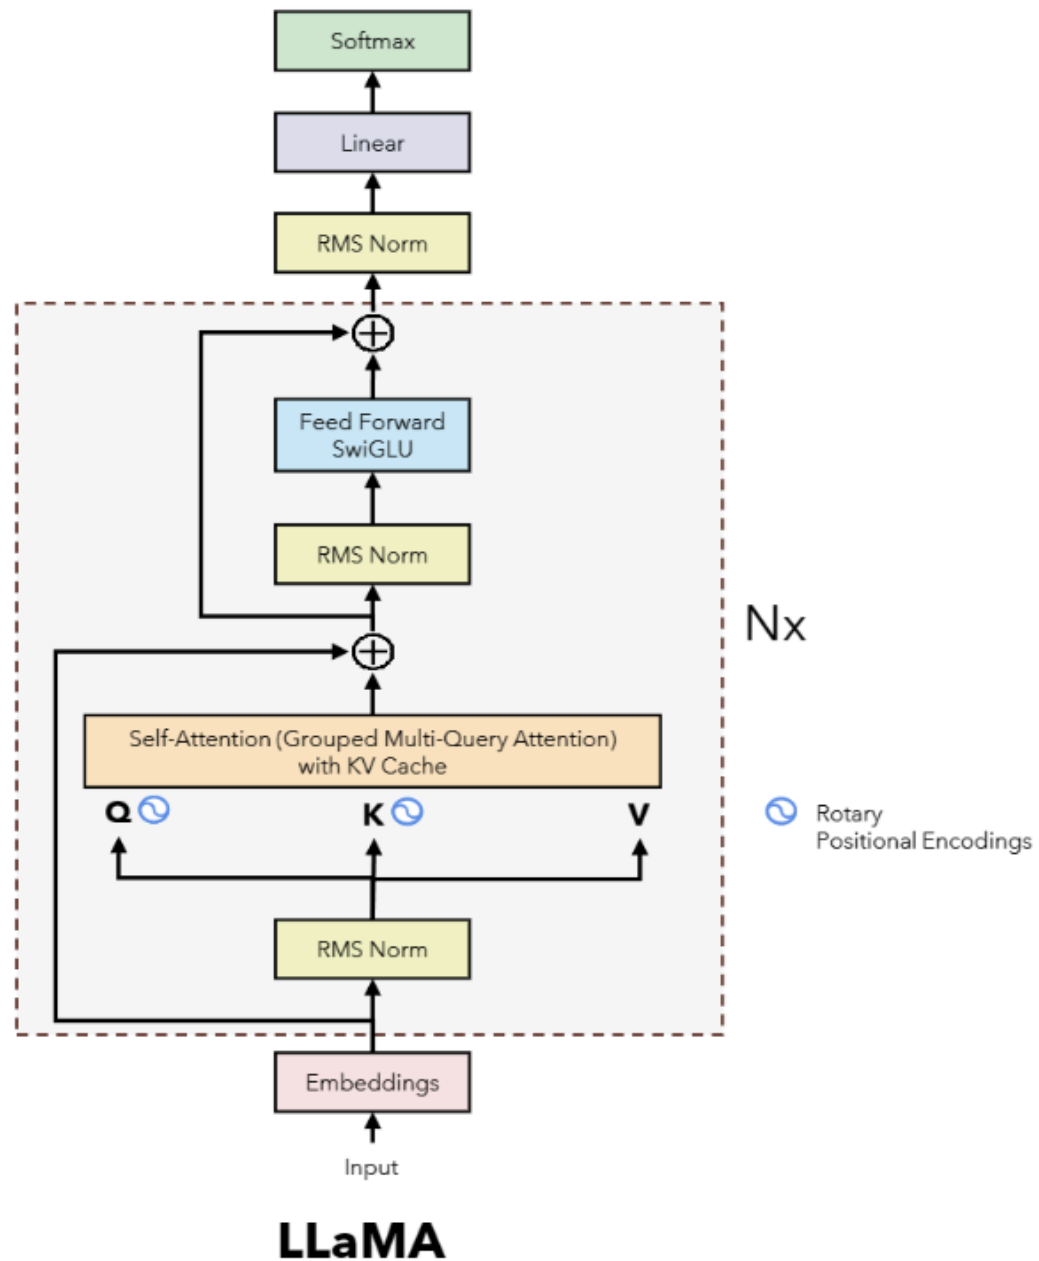 Softmax
Linear
RMS Norm
Feed Forward
SwiGLU
RMS Norm
Nx
Self-Attention (Grouped Multi-Query Attention)
with KV Cache
Q K V
Rotary
Positional Encodings
RMS Norm
Embeddings
Input
LLaMA